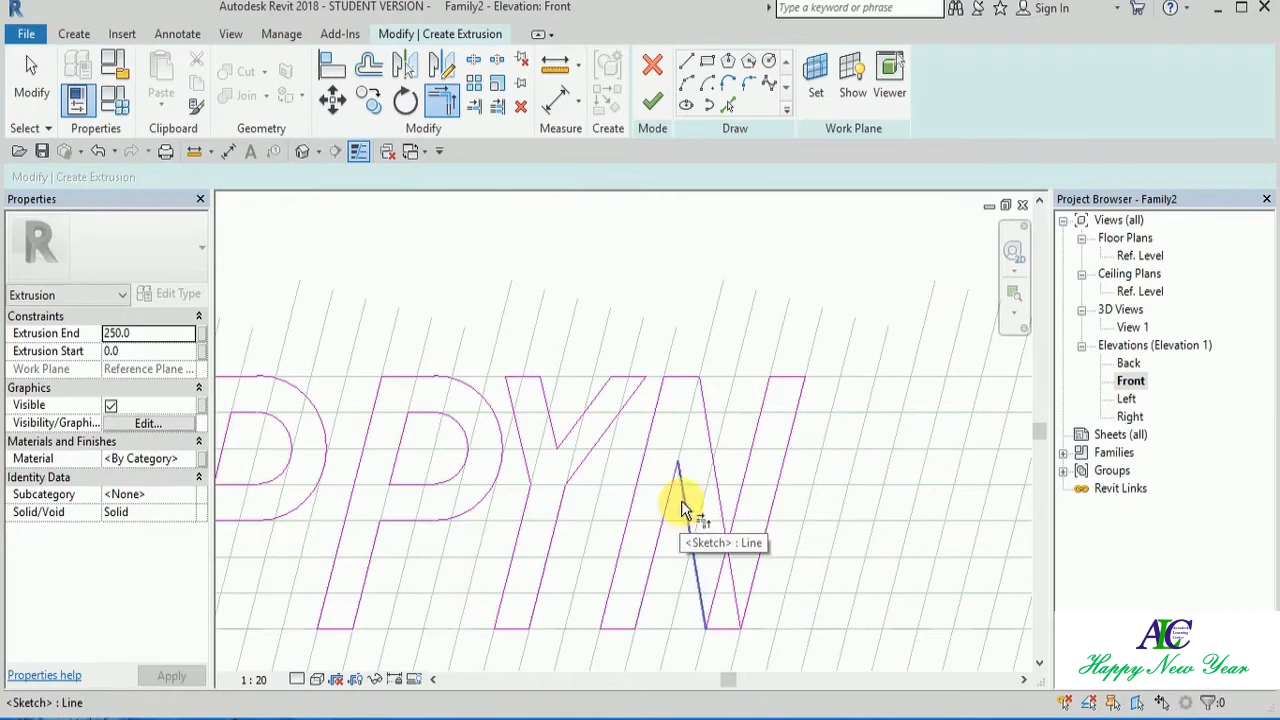 Autodesk Revit 2018 - STUDENT VERSION - Family2 - Elevation: Front
Type a keyword or phrase
Sign In
File Create Insert Annotate View Manage Add-Ins Modify | Create Extrusion
Modify
Paste
Cut
Join
Create
Set Show Viewer
Select Properties Clipboard Geometry Modify Measure Create Mode Draw Work Plane
Modify | Create Extrusion
Properties
Extrusion
Edit Type
Constraints
Extrusion End 250.0
Extrusion Start 0.0
Work Plane Reference Plane ...
Graphics
Visible
Visibility/Graphi... Edit...
Materials and Finishes
Material <By Category>
Identity Data
Subcategory <None>
Solid/Void Solid
Properties help
Apply
PPYN
<Sketch> : Line
2D
1 : 20
Project Browser - Family2
Views (all)
Floor Plans
Ref. Level
Ceiling Plans
Ref. Level
3D Views
View 1
Elevations (Elevation 1)
Back
Front
Left
Right
Sheets (all)
Families
Groups
Revit Links
ALC
Happy New Year
<Sketch> : Line
:0